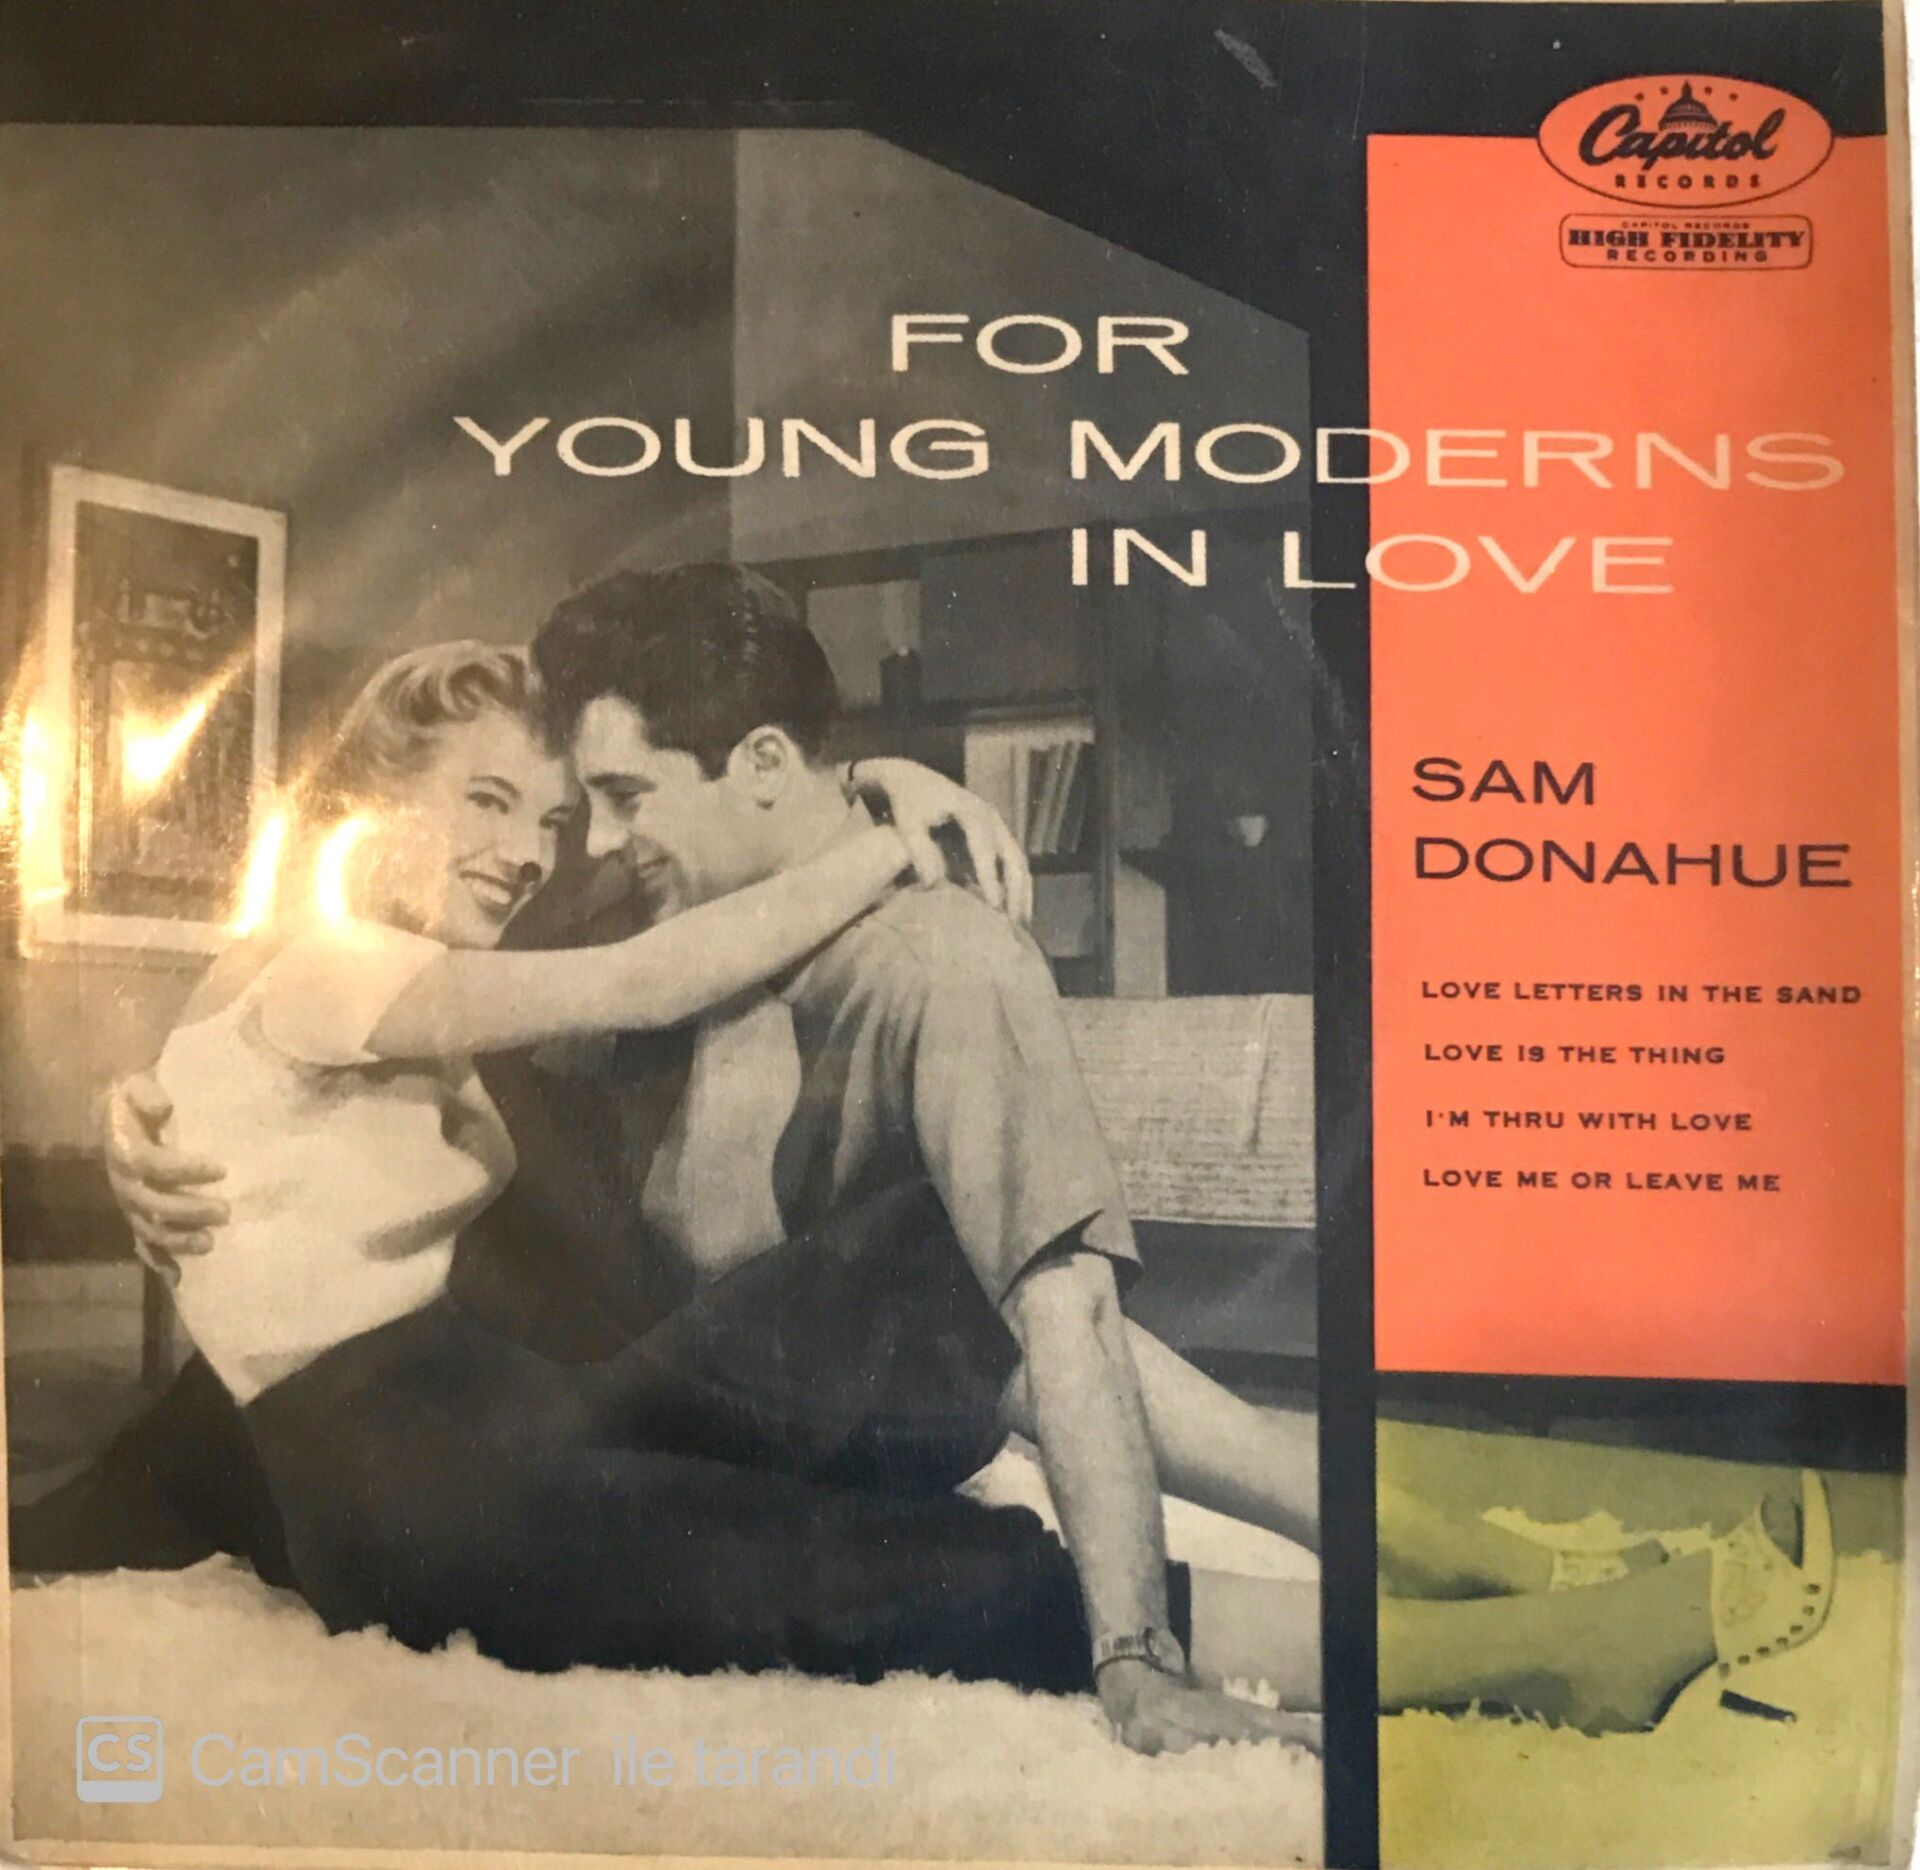 Capitol
RECORDS
CAPITOL RECORDS
HIGH FIDELITY
RECORDING
FOR
YOUNG MODERNS
IN LOVE
SAM
DONAHUE
LOVE LETTERS IN THE SAND
LOVE IS THE THING
I'M THRU WITH LOVE
LOVE ME OR LEAVE ME
CS CamScanner ile tarandı